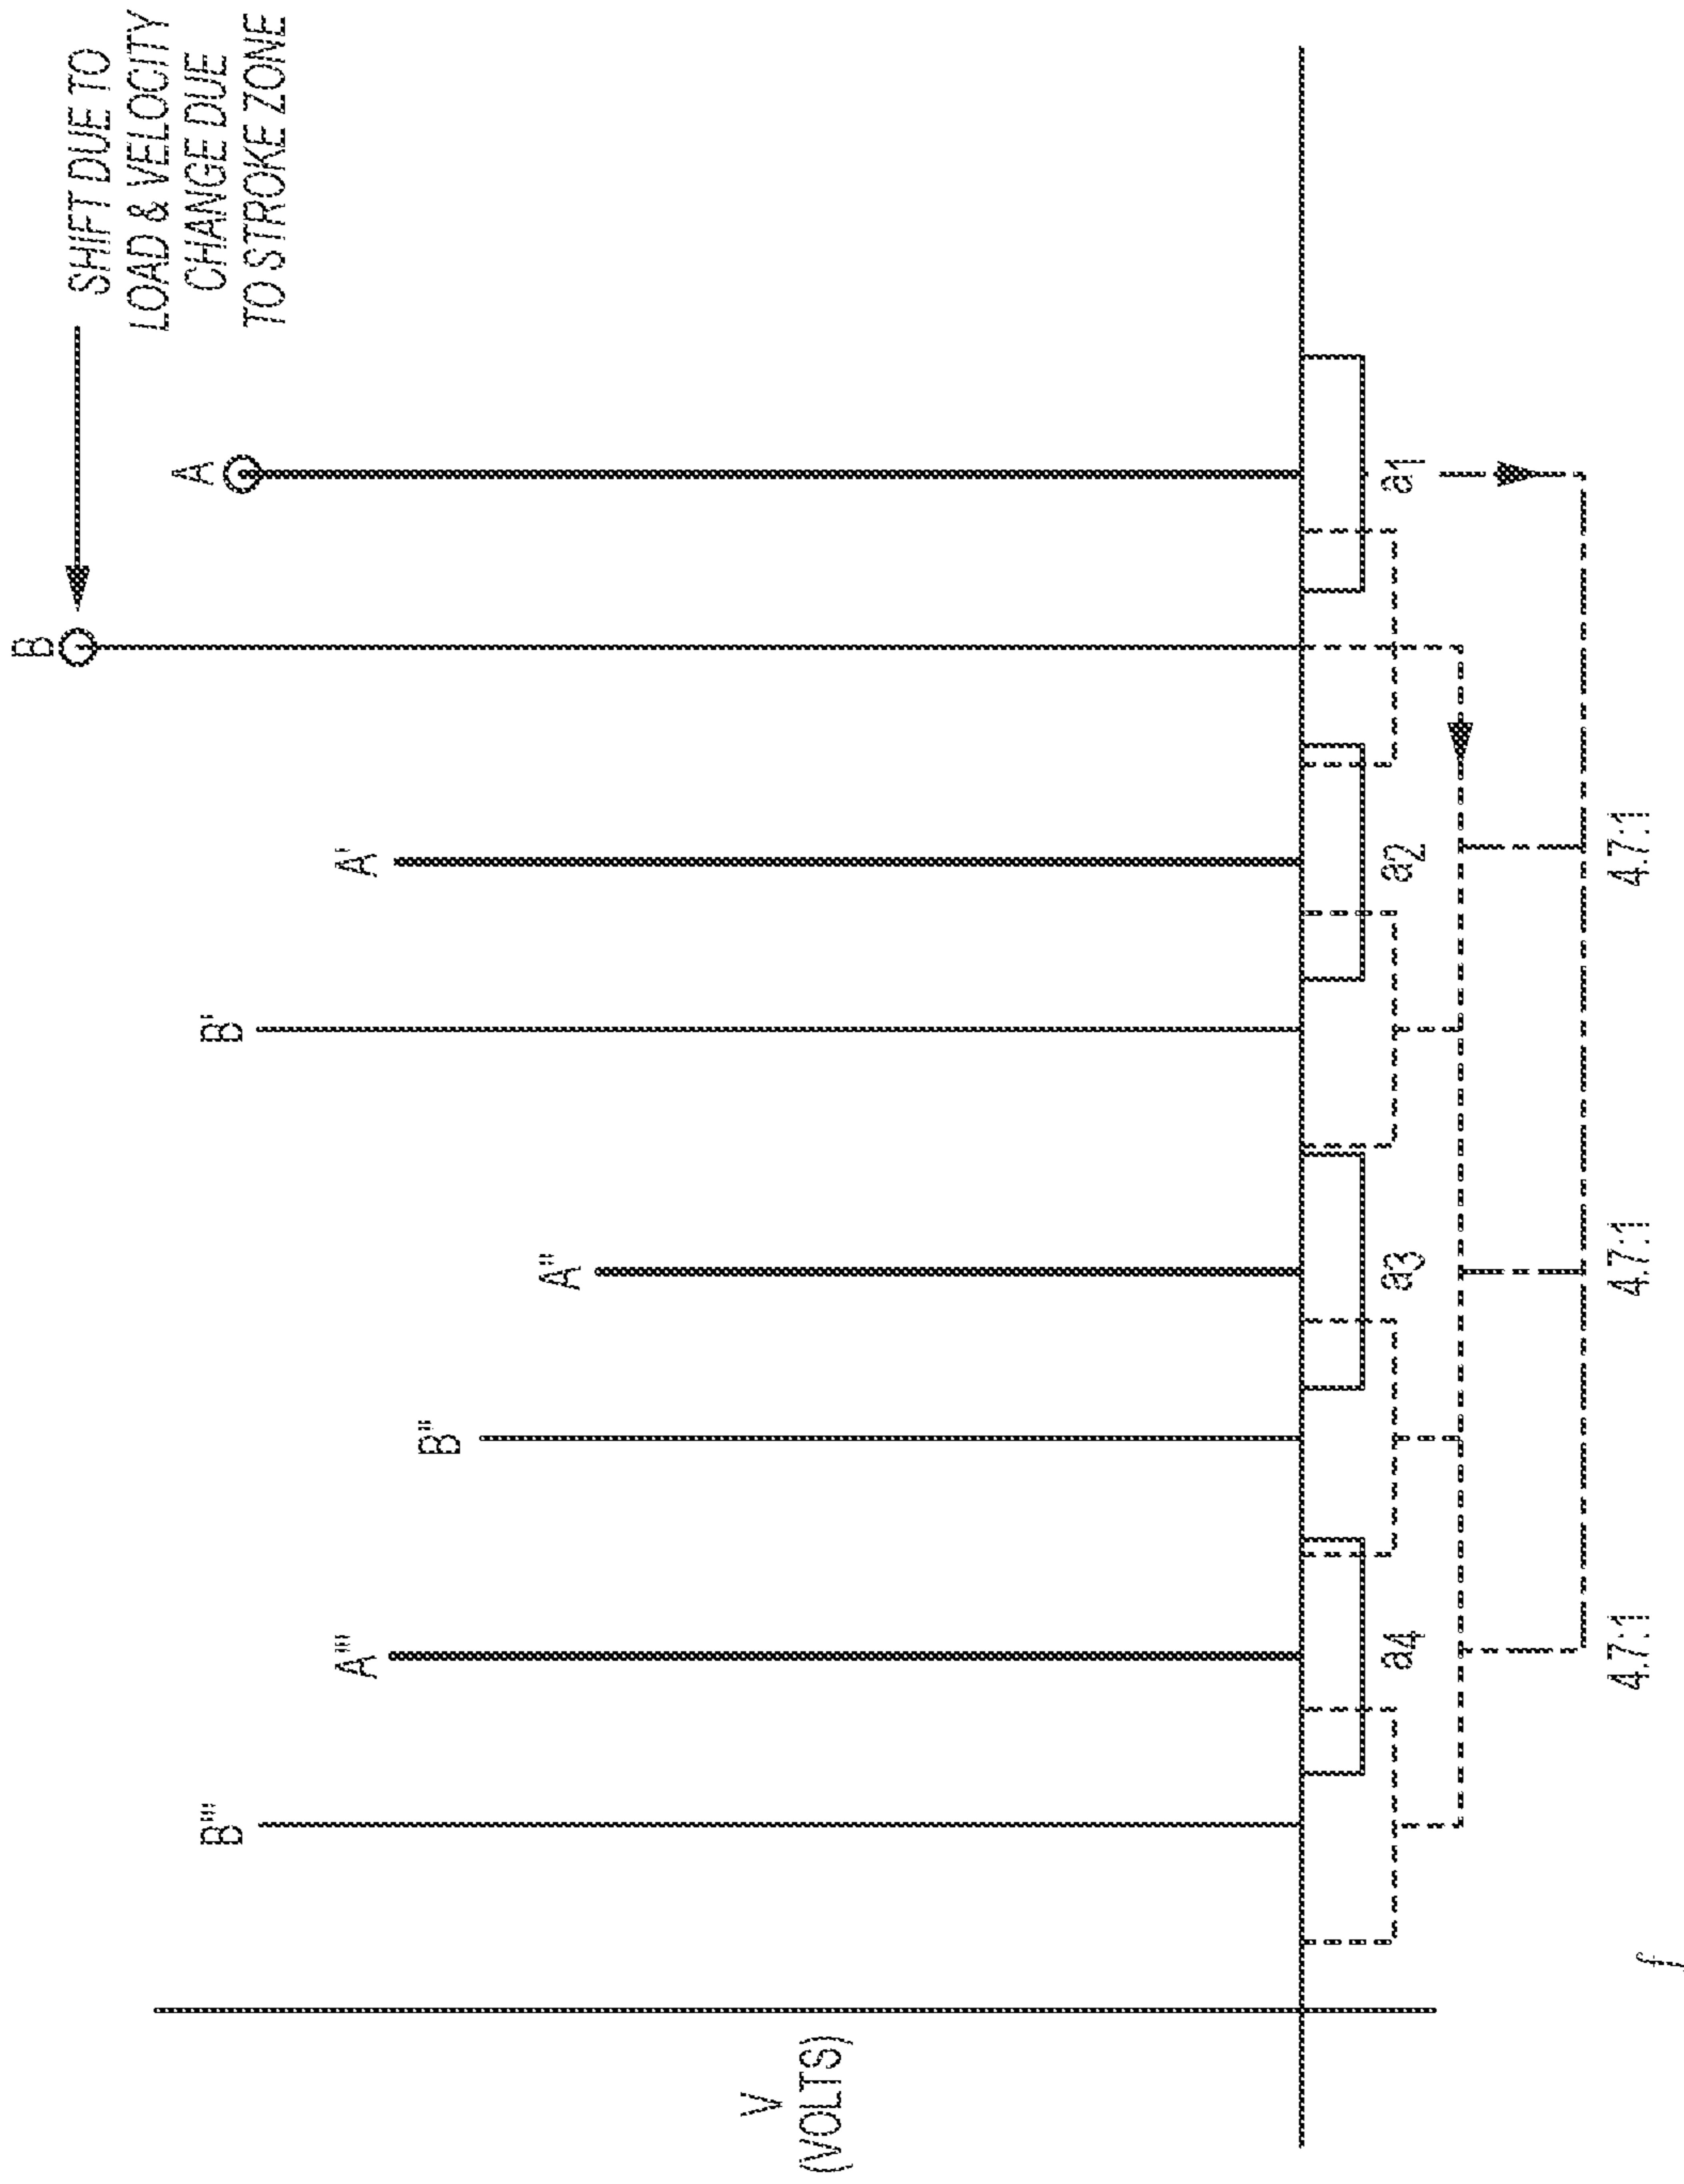 SHIFT DUE TO
LOAD & VELOCITY
CHANGE DUE
TO STROKE ZONE
B
A
A'
B'
A"
B"
A'''
B'''
V
(VOLTS)
a4
a3
a2
a1
4.7:1
4.7:1
4.7:1
f